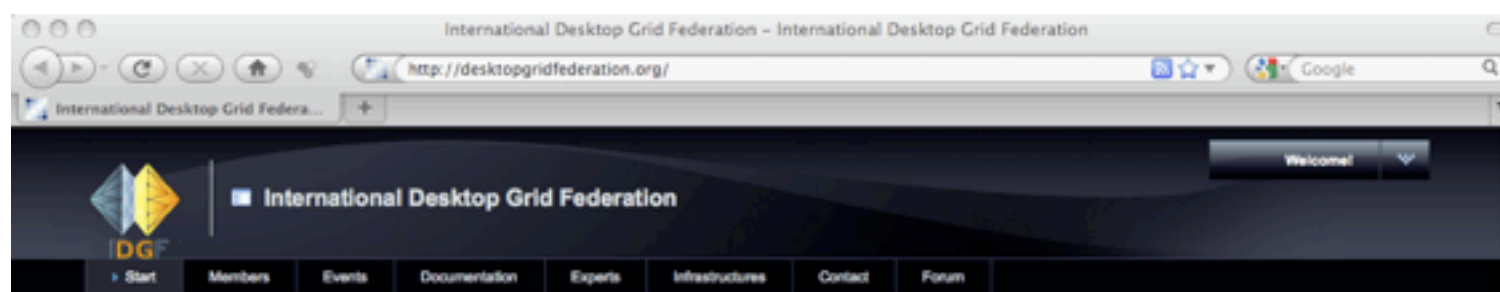 International Desktop Grid Federation – International Desktop Grid Federation
http://desktopgridfederation.org/
Google
International Desktop Grid Federa...
Welcome!
International Desktop Grid Federation
IDGF
Start Members Events Documentation Experts Infrastructures Contact Forum